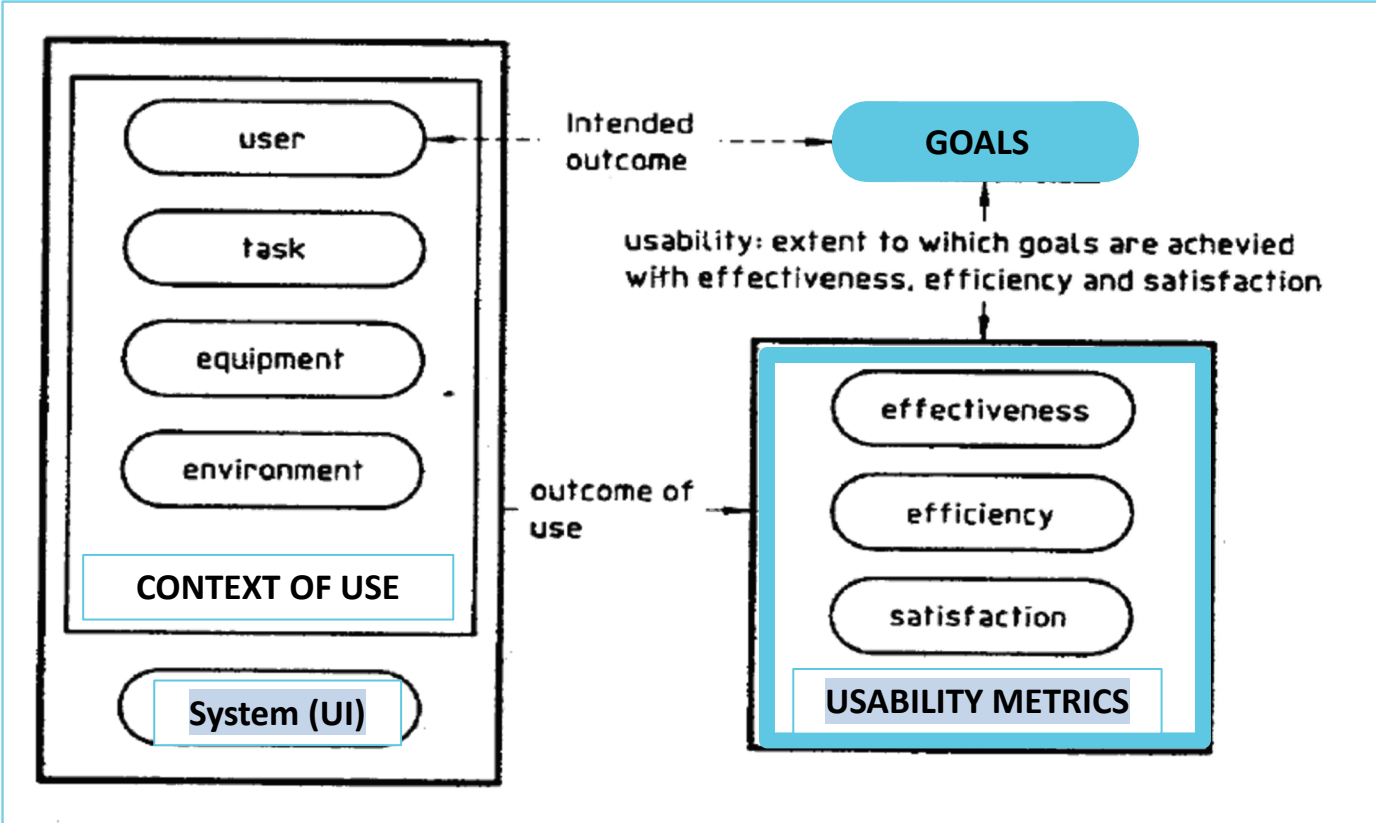 user
task
equipment
environment
CONTEXT OF USE
System (UI)
Intended
outcome
GOALS
usability: extent to wihich goals are achevied
with effectiveness, efficiency and satisfaction
outcome of
use
effectiveness
efficiency
satisfaction
USABILITY METRICS